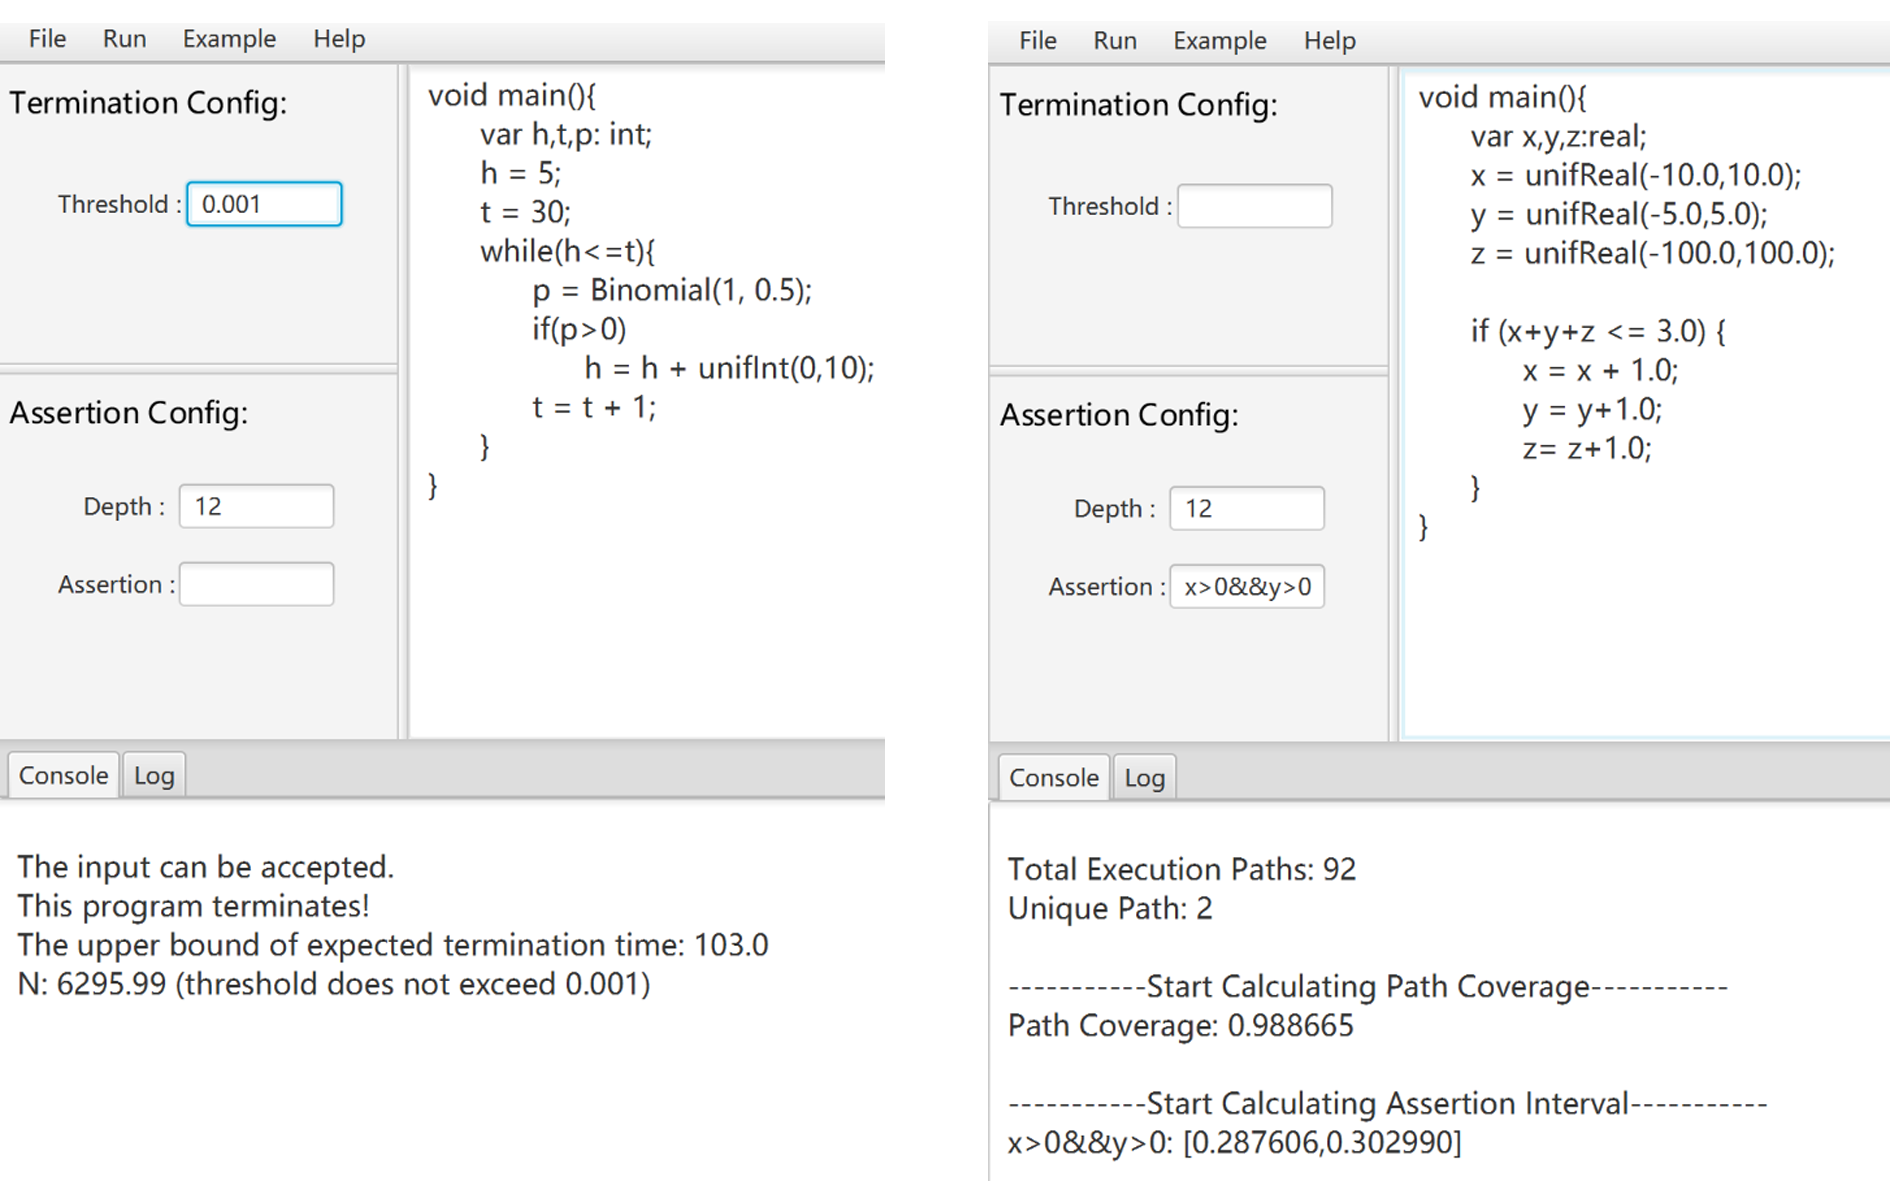 File Run Example Help
Termination Config:
Threshold : 0.001
Assertion Config:
Depth : 12
Assertion :
void main(){
var h,t,p: int;
h = 5;
t = 30;
while(h<=t){
p = Binomial(1, 0.5);
if(p>0)
h = h + unifInt(0,10);
t = t + 1;
}
}
Console Log
The input can be accepted.
This program terminates!
The upper bound of expected termination time: 103.0
N: 6295.99 (threshold does not exceed 0.001)
File Run Example Help
Termination Config:
Threshold :
Assertion Config:
Depth : 12
Assertion : x>0&&y>0
void main(){
var x,y,z:real;
x = unifReal(-10.0,10.0);
y = unifReal(-5.0,5.0);
z = unifReal(-100.0,100.0);
if (x+y+z <= 3.0) {
x = x + 1.0;
y = y+1.0;
z= z+1.0;
}
}
Console Log
Total Execution Paths: 92
Unique Path: 2
-----------Start Calculating Path Coverage-----------
Path Coverage: 0.988665
-----------Start Calculating Assertion Interval-----------
x>0&&y>0: [0.287606,0.302990]